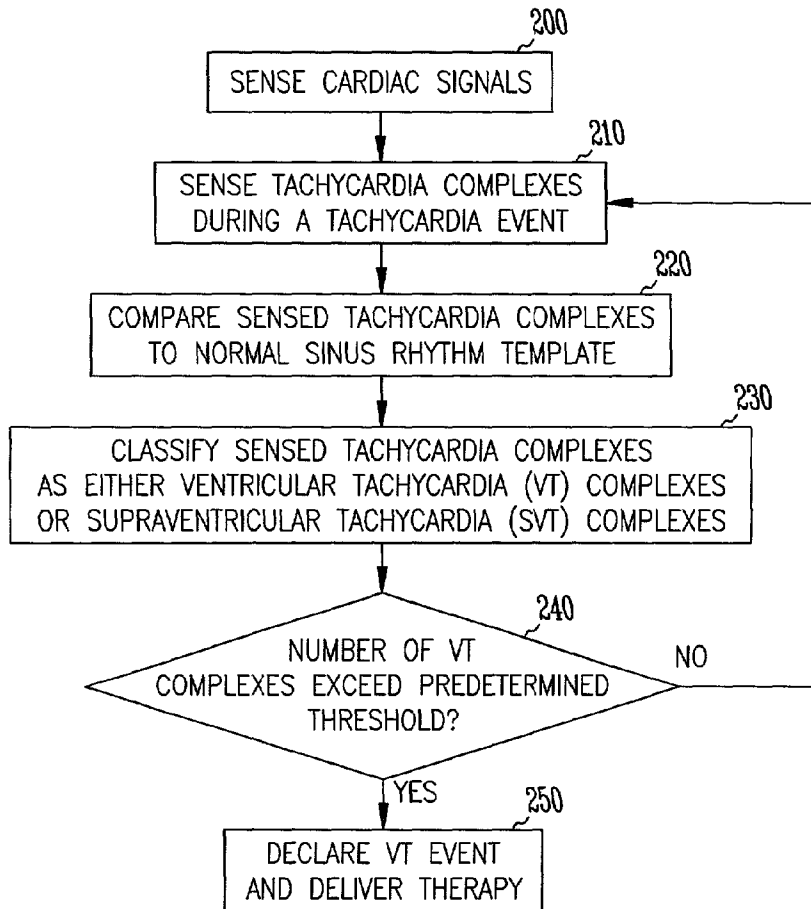 200
SENSE CARDIAC SIGNALS
210
SENSE TACHYCARDIA COMPLEXES
DURING A TACHYCARDIA EVENT
220
COMPARE SENSED TACHYCARDIA COMPLEXES
TO NORMAL SINUS RHYTHM TEMPLATE
230
CLASSIFY SENSED TACHYCARDIA COMPLEXES
AS EITHER VENTRICULAR TACHYCARDIA (VT) COMPLEXES
OR SUPRAVENTRICULAR TACHYCARDIA (SVT) COMPLEXES
240
NUMBER OF VT
COMPLEXES EXCEED PREDETERMINED
THRESHOLD?
NO
YES
250
DECLARE VT EVENT
AND DELIVER THERAPY